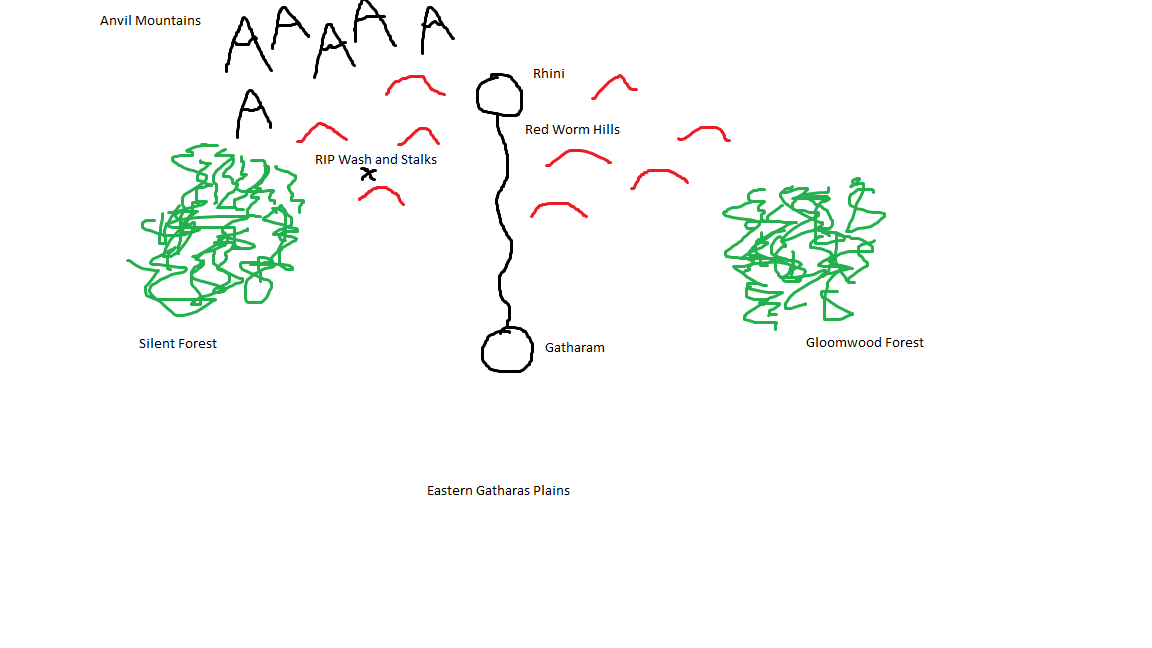 Anvil Mountains
Rhini
Red Worm Hills
RIP Wash and Stalks
x
Silent Forest
Gatharam
Gloomwood Forest
Eastern Gatharas Plains